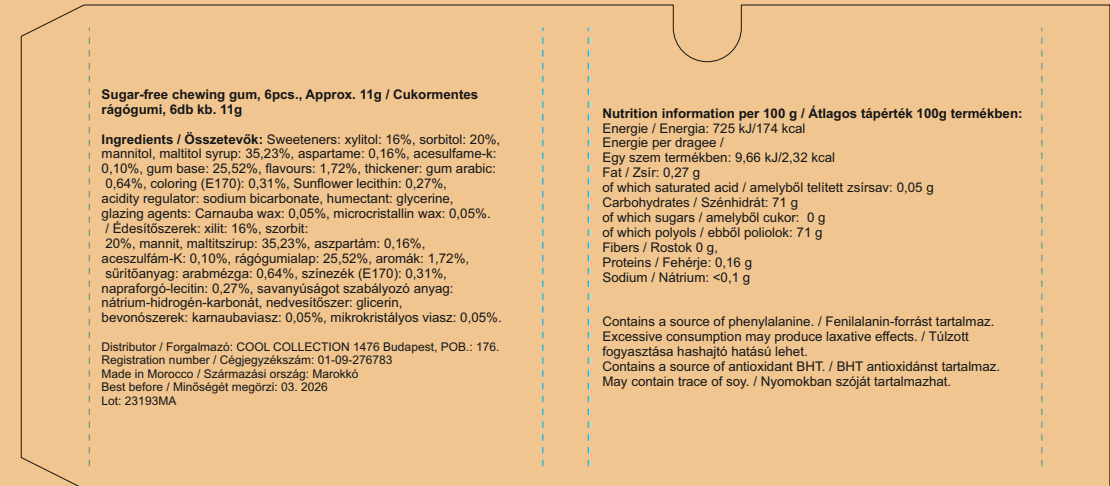 Sugar-free chewing gum, 6pcs., Approx. 11g / Cukormentes
rágógumi, 6db kb. 11g
Ingredients / Összetevők: Sweeteners: xylitol: 16%, sorbitol: 20%,
mannitol, maltitol syrup: 35,23%, aspartame: 0,16%, acesulfame-k:
0,10%, gum base: 25,52%, flavours: 1,72%, thickener: gum arabic:
0,64%, coloring (E170): 0,31%, Sunflower lecithin: 0,27%,
acidity regulator: sodium bicarbonate, humectant: glycerine,
glazing agents: Carnauba wax: 0,05%, microcristallin wax: 0,05%.
/ Édesítőszerek: xilit: 16%, szorbit:
20%, mannit, maltitszirup: 35,23%, aszpartám: 0,16%,
aceszulfám-K: 0,10%, rágógumialap: 25,52%, aromák: 1,72%,
sűrítőanyag: arabmézga: 0,64%, színezék (E170): 0,31%,
napraforgó-lecitin: 0,27%, savanyúságot szabályozó anyag:
nátrium-hidrogén-karbonát, nedvesítőszer: glicerin,
bevonószerek: karnaubaviasz: 0,05%, mikrokristályos viasz: 0,05%.
Distributor / Forgalmazó: COOL COLLECTION 1476 Budapest, POB.: 176.
Registration number / Cégjegyzékszám: 01-09-276783
Made in Morocco / Származási ország: Marokkó
Best before / Minőségét megörzi: 03. 2026
Lot: 23193MA
Nutrition information per 100 g / Átlagos tápérték 100g termékben:
Energie / Energia: 725 kJ/174 kcal
Energie per dragee /
Egy szem termékben: 9,66 kJ/2,32 kcal
Fat / Zsír: 0,27 g
of which saturated acid / amelyből telített zsírsav: 0,05 g
Carbohydrates / Szénhidrát: 71 g
of which sugars / amelyből cukor: 0 g
of which polyols / ebből poliolok: 71 g
Fibers / Rostok 0 g,
Proteins / Fehérje: 0,16 g
Sodium / Nátrium: <0,1 g
Contains a source of phenylalanine. / Fenilalanin-forrást tartalmaz.
Excessive consumption may produce laxative effects. / Túlzott
fogyasztása hashajtó hatású lehet.
Contains a source of antioxidant BHT. / BHT antioxidánst tartalmaz.
May contain trace of soy. / Nyomokban szóját tartalmazhat.